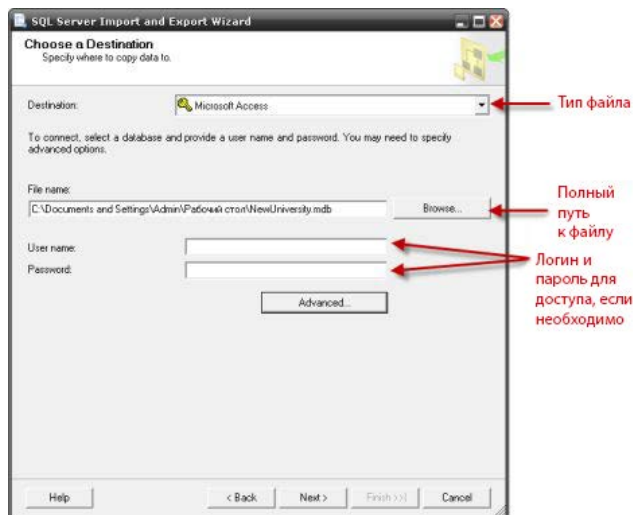 SQL Server Import and Export Wizard
Choose a Destination
Specify where to copy data to.
Destination:
Microsoft Access
Тип файла
To connect, select a database and provide a user name and password. You may need to specify
advanced options.
File name:
C:\Documents and Settings\Admin\Рабочий стол\NewUniversity.mdb
Browse...
Полный
путь
к файлу
User name:
Password:
Логин и
пароль для
доступа, если
необходимо
Advanced...
Help
< Back
Next >
Finish >>|
Cancel